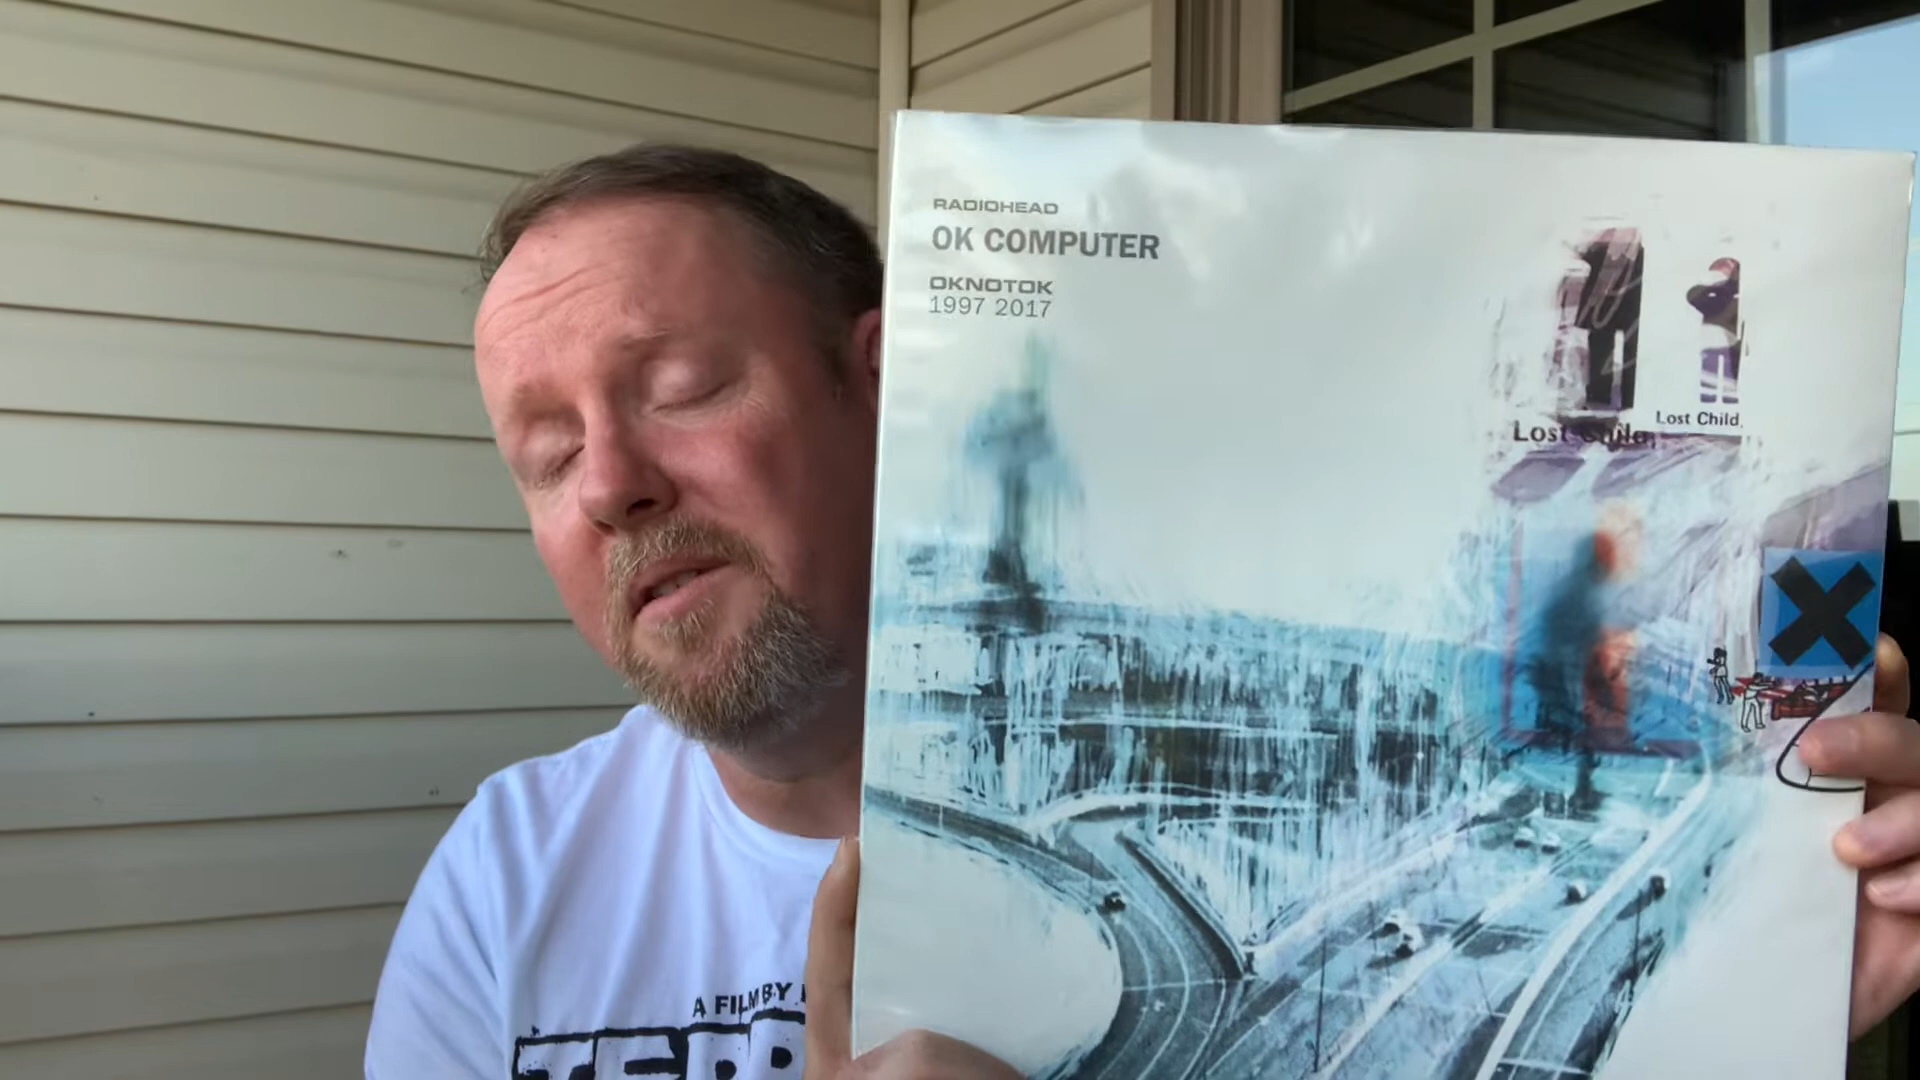 RADIOHEAD
OK COMPUTER
OKNOTOK
1997 2017
Lost Child,
Lost Child,
A FILM BY